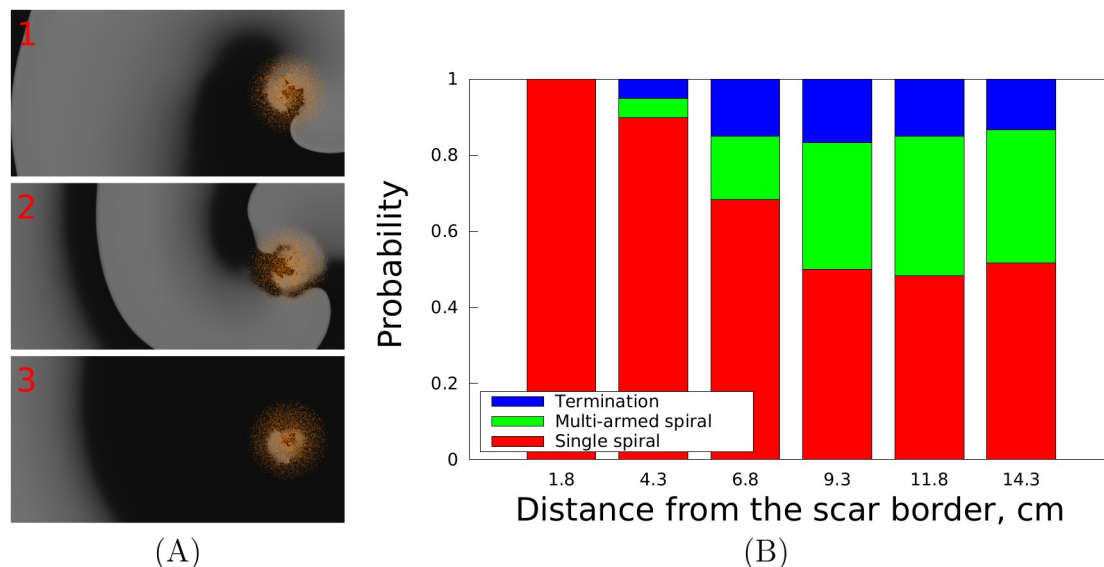 1
2
3
(A)
Probability
1
0.8
0.6
0.4
0.2
0
Termination
Multi-armed spiral
Single spiral
1.8 4.3 6.8 9.3 11.8 14.3
Distance from the scar border, cm
(B)